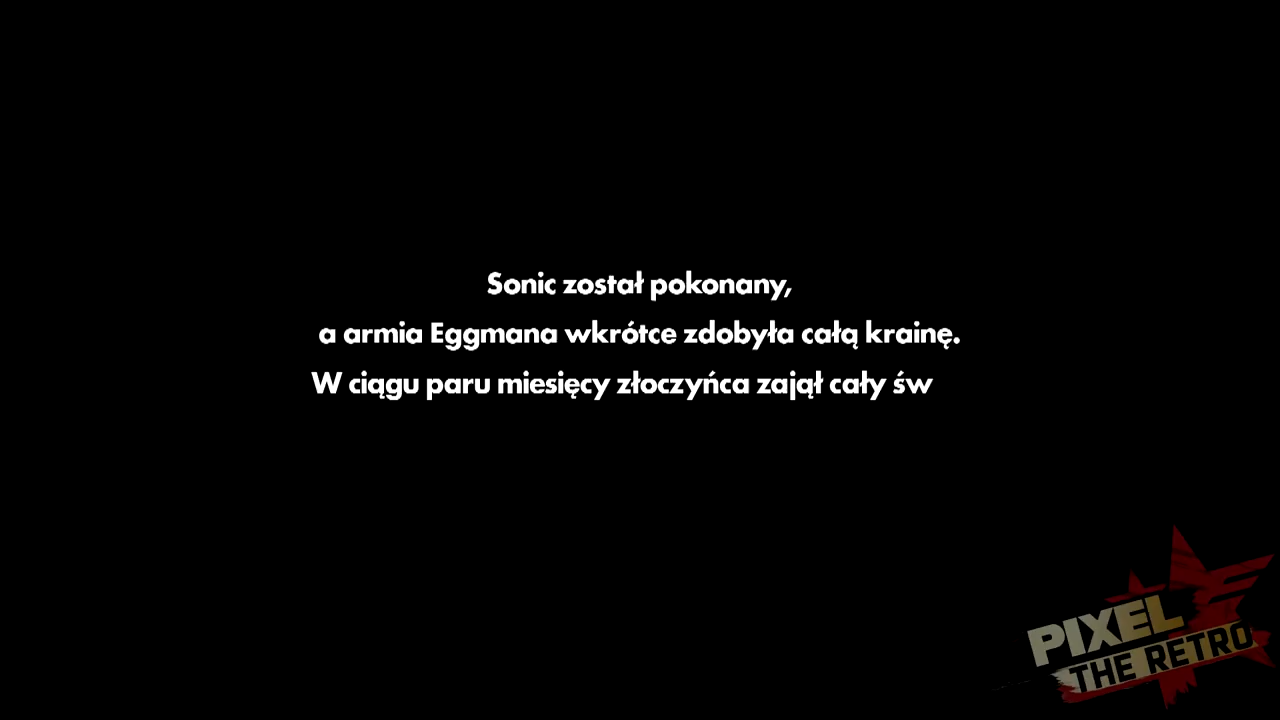 Sonic został pokonany,
a armia Eggmana wkrótce zdobyła całą krainę.
W ciągu paru miesięcy złoczyńca zajął cały św
PIXEL
THE RETRO